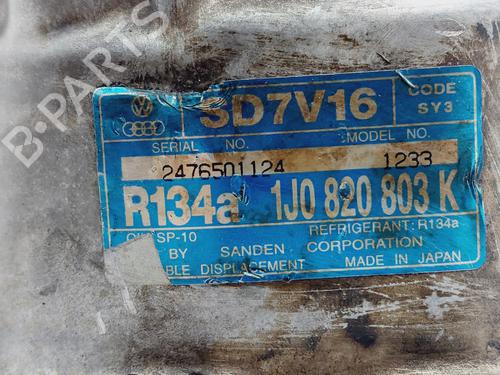 B-PARTS
SD7V16
CODE
SY3
SERIAL NO.
MODEL NO.
2476501124
1233
R134a 1J0 820 803 K
SP-10
REFRIGERANT: R134a
BY SANDEN CORPORATION
DISPLACEMENT
MADE IN JAPAN